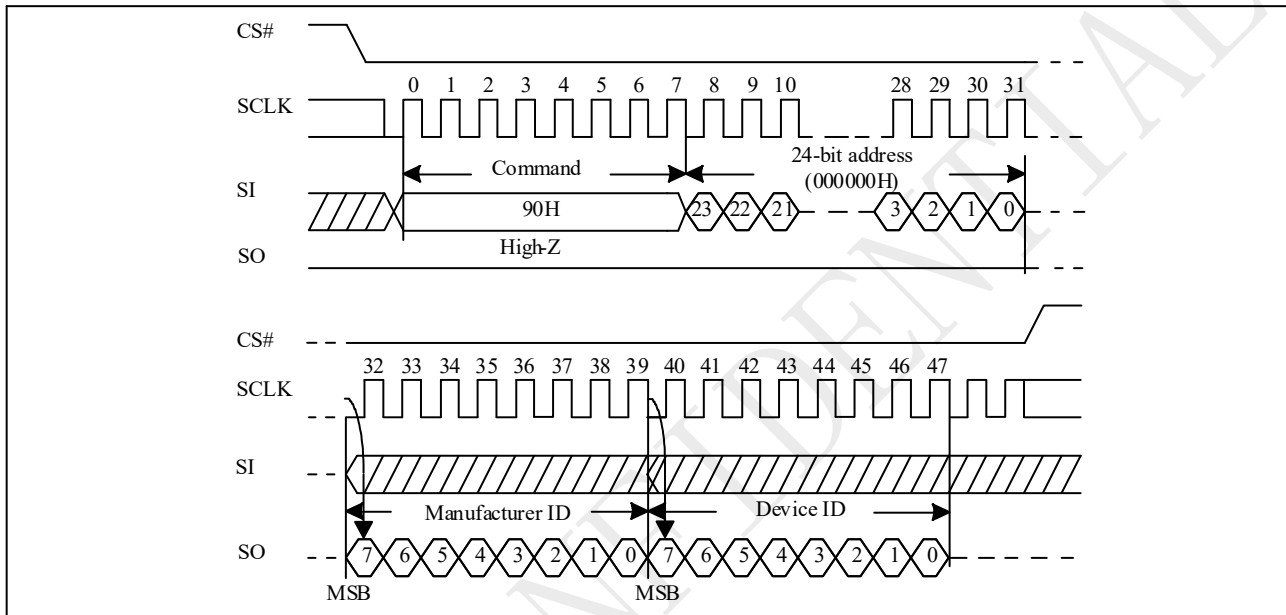 CS#
0 1 2 3 4 5 6 7 8 9 10 28 29 30 31
SCLK
Command
24-bit address
(000000H)
SI
90H
23 22 21 3 2 1 0
High-Z
SO
CS#
32 33 34 35 36 37 38 39 40 41 42 43 44 45 46 47
SCLK
SI
Manufacturer ID Device ID
SO
7 6 5 4 3 2 1 0 7 6 5 4 3 2 1 0
MSB MSB
NFIDENTIAL